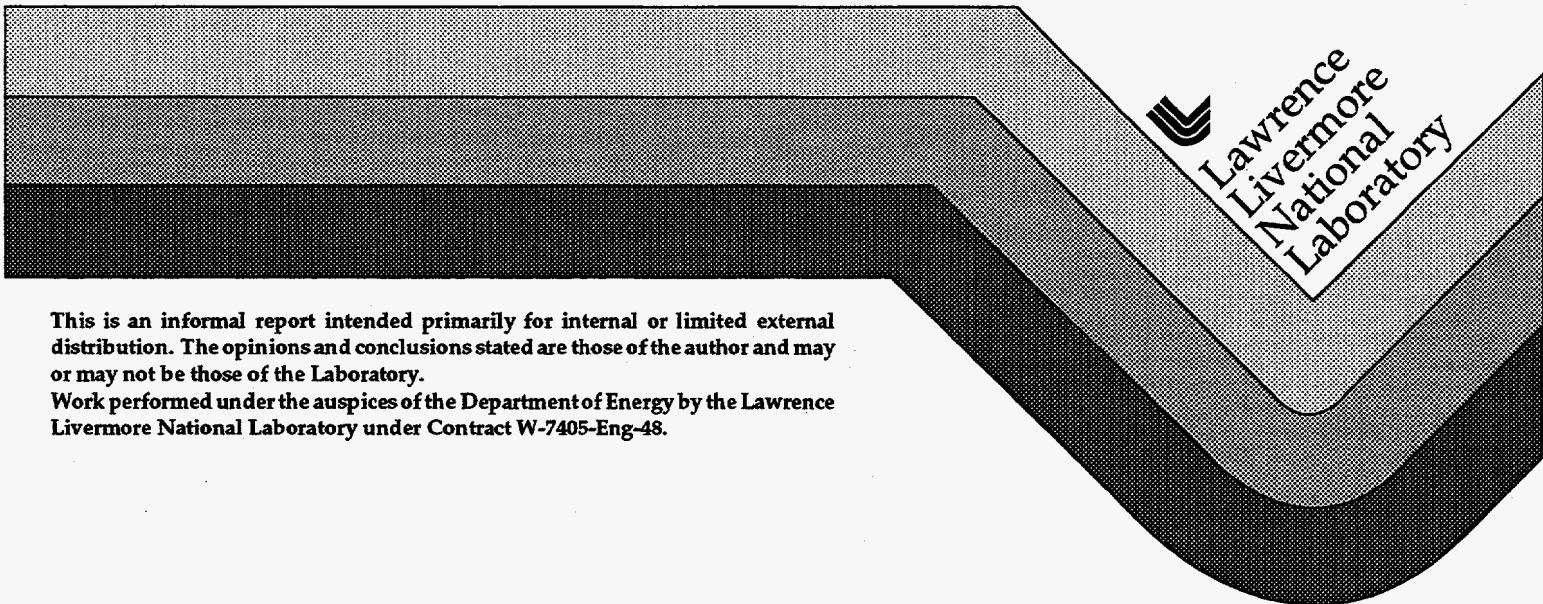 Lawrence
Livermore
National
Laboratory
This is an informal report intended primarily for internal or limited external
distribution. The opinions and conclusions stated are those of the author and may
or may not be those of the Laboratory.
Work performed under the auspices of the Department of Energy by the Lawrence
Livermore National Laboratory under Contract W-7405-Eng-48.